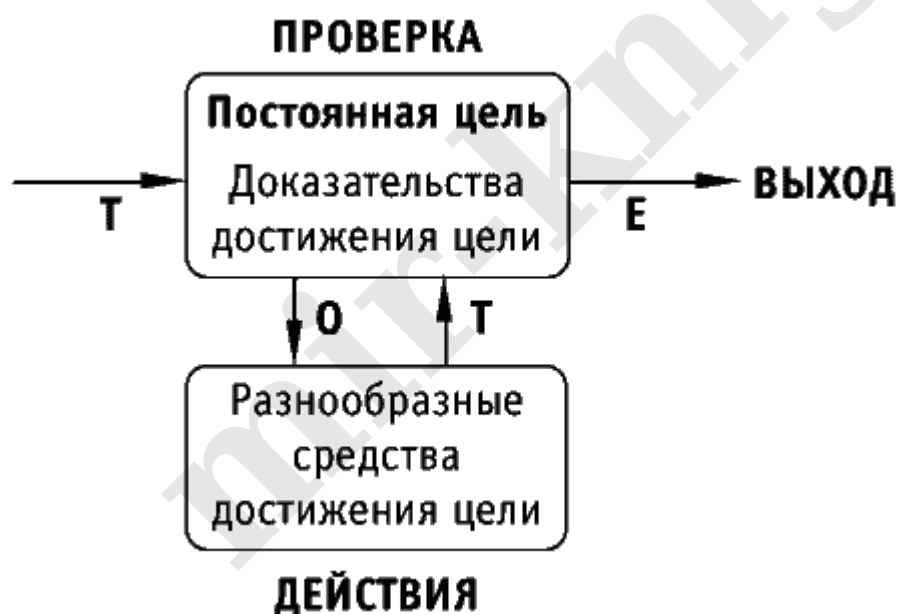 ПРОВЕРКА
Постоянная цель
Доказательства
достижения цели
T
E
ВЫХОД
O
T
Разнообразные
средства
достижения цели
ДЕЙСТВИЯ